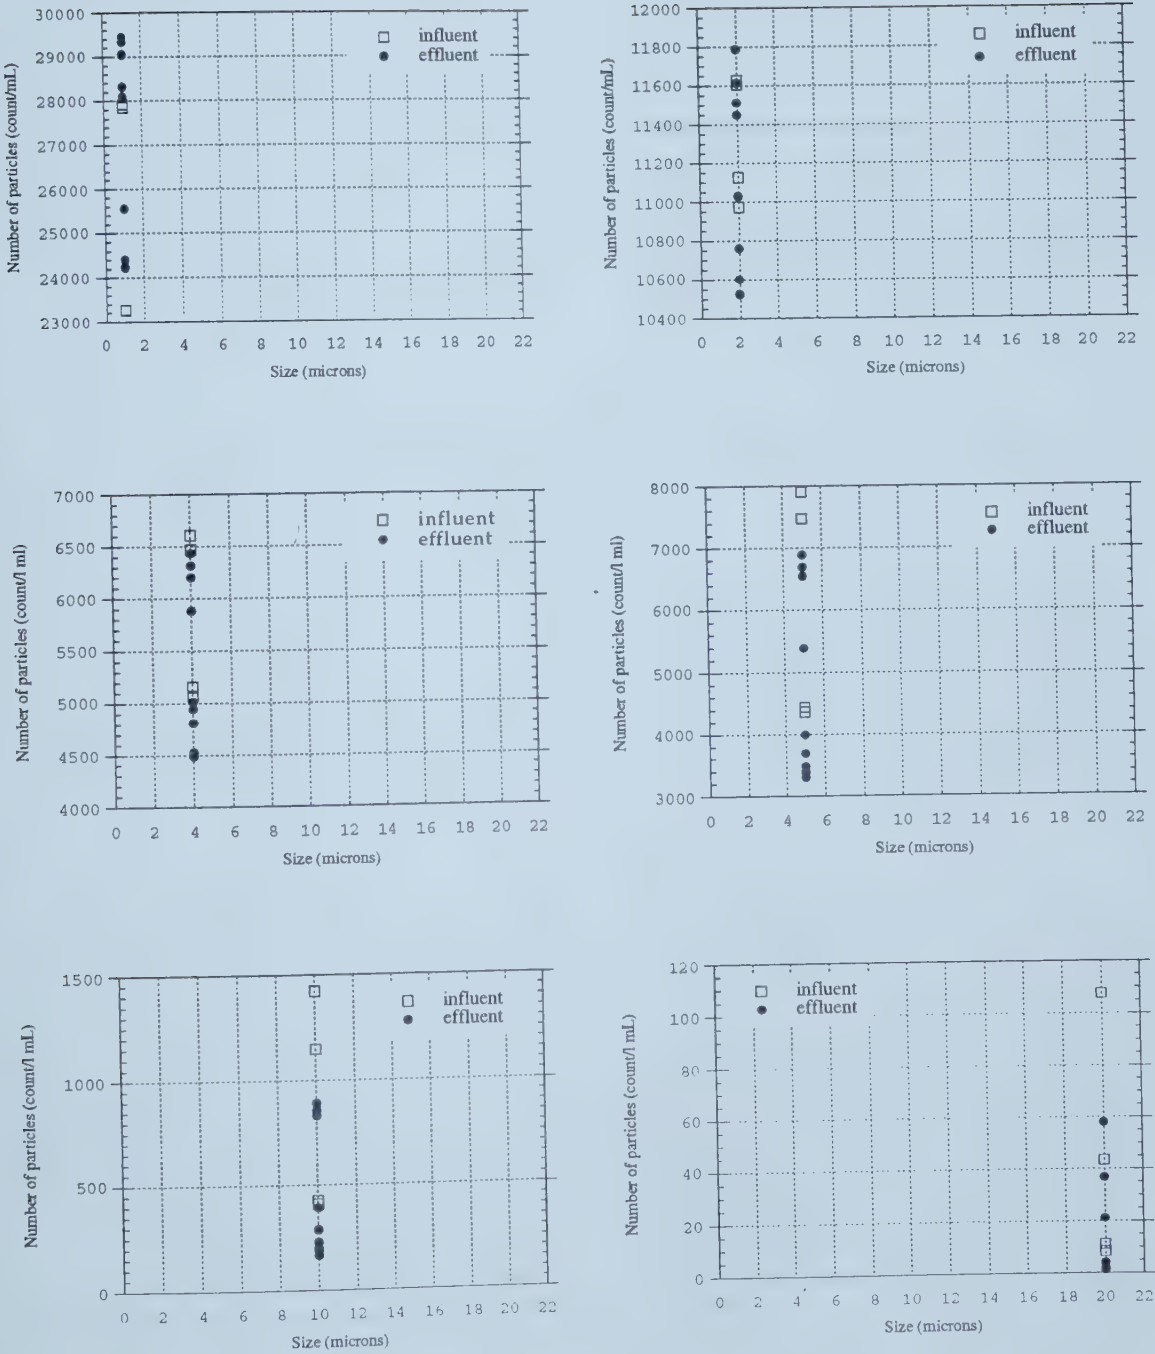 Number of particles (count/mL)
30000
29000
28000
27000
26000
25000
24000
23000
influent
effluent
0 2 4 6 8 10 12 14 16 18 20 22
Size (microns)
Number of particles (count/mL)
12000
11800
11600
11400
11200
11000
10800
10600
10400
influent
effluent
0 2 4 6 8 10 12 14 16 18 20 22
Size (microns)
Number of particles (count/l ml)
7000
6500
6000
5500
5000
4500
4000
influent
effluent
0 2 4 6 8 10 12 14 16 18 20 22
Size (microns)
Number of particles (count/l ml)
8000
7000
6000
5000
4000
3000
influent
effluent
0 2 4 6 8 10 12 14 16 18 20 22
Size (microns)
Number of particles (count/l mL)
1500
1000
500
0
influent
effluent
0 2 4 6 8 10 12 14 16 18 20 22
Size (microns)
Number of particles (count/l mL)
120
100
80
60
40
20
0
influent
effluent
0 2 4 6 8 10 12 14 16 18 20 22
Size (microns)